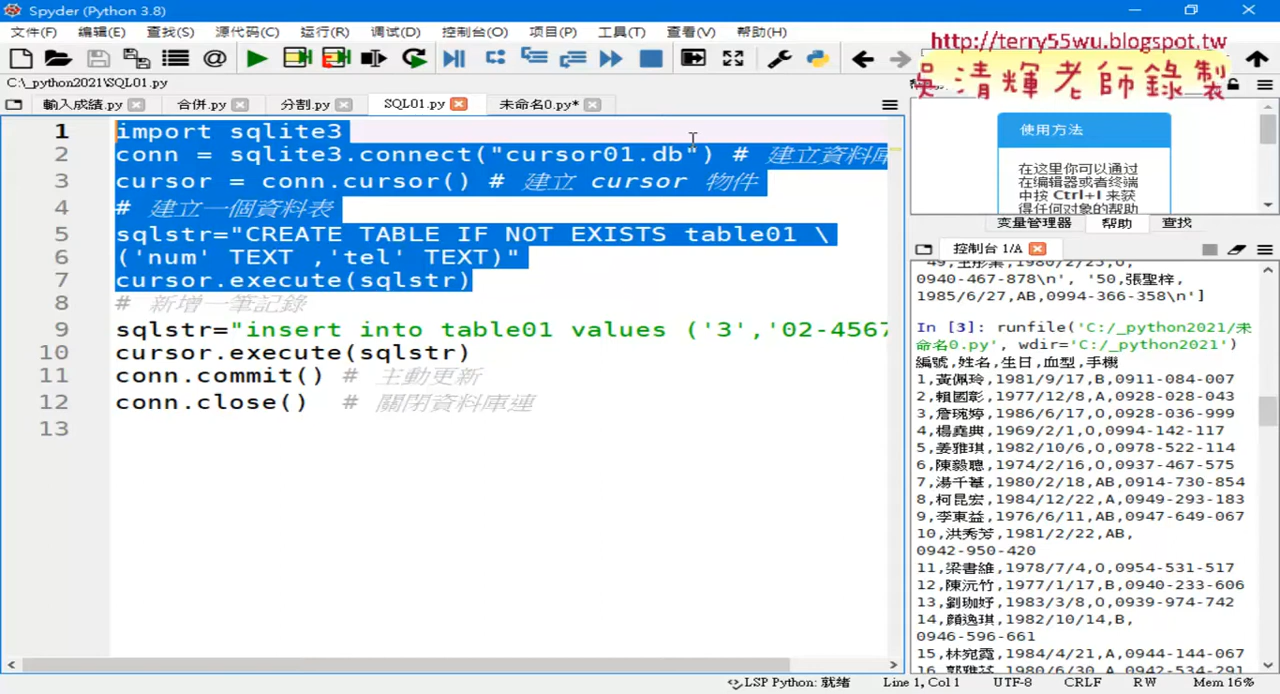 Spyder (Python 3.8)
文件(F) 编辑(E) 查找(S) 源代码(C) 运行(R) 调试(D) 控制台(O) 项目(P) 工具(T) 查看(V) 帮助(H)
http://terry55wu.blogspot.tw
吳清輝老師錄製
C:\_python2021\SQL01.py
輸入成績.py 合併.py 分割.py SQL01.py 未命名0.py*
1 import sqlite3
2 conn = sqlite3.connect("cursor01.db") # 建立資料庫
3 cursor = conn.cursor() # 建立 cursor 物件
4 # 建立一個資料表
5 sqlstr="CREATE TABLE IF NOT EXISTS table01 \
6 ('num' TEXT ,'tel' TEXT)"
7 cursor.execute(sqlstr)
8 # 新增一筆記錄
9 sqlstr="insert into table01 values ('3','02-4567
10 cursor.execute(sqlstr)
11 conn.commit() # 主動更新
12 conn.close() # 關閉資料庫連
13
使用方法
在这里你可以通过
在编辑器或者终端
中按 Ctrl+I 来获
得任何对象的帮助
变量管理器 帮助 查找
控制台 1/A
0940-467-878\n', '50,張聖梓,
1985/6/27,AB,0994-366-358\n']
In [3]: runfile('C:/_python2021/未
命名0.py', wdir='C:/_python2021')
編號,姓名,生日,血型,手機
1,黃佩玲,1981/9/17,B,0911-084-007
2,賴國彰,1977/12/8,A,0928-028-043
3,詹琬婷,1986/6/17,O,0928-036-999
4,楊堯典,1969/2/1,O,0994-142-117
5,姜雅琪,1982/10/6,O,0978-522-114
6,陳毅聰,1974/2/16,O,0937-467-575
7,湯千,1980/2/18,AB,0914-730-854
8,柯昆宏,1984/12/22,A,0949-293-183
9,李東益,1976/6/11,AB,0947-649-067
10,洪秀芳,1981/2/22,AB,
0942-950-420
11,梁書維,1978/7/4,O,0954-531-517
12,陳沅竹,1977/1/17,B,0940-233-606
13,劉珈妤,1983/3/8,O,0939-974-742
14,顏逸琪,1982/10/14,B,
0946-596-661
15,林宛霓,1984/4/21,A,0944-144-067
LSP Python: 就绪 Line 1, Col 1 UTF-8 CRLF RW Mem 16%